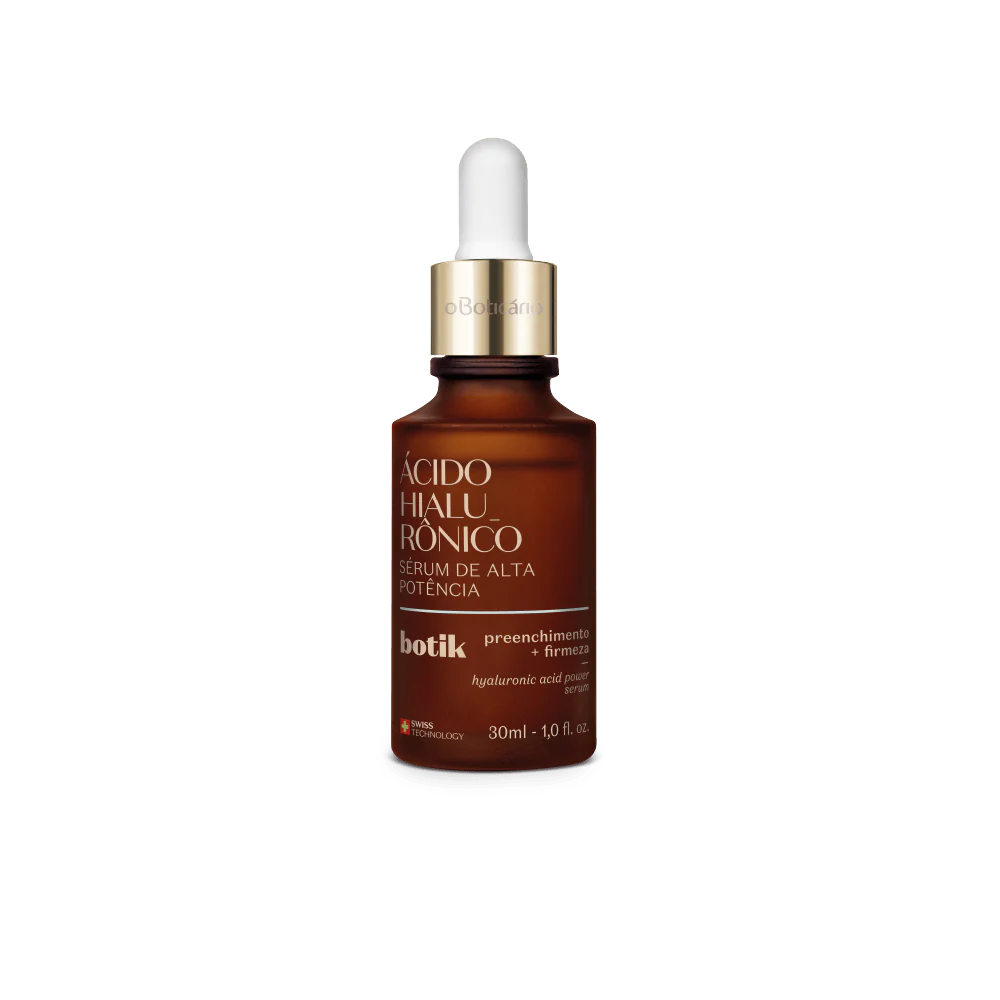 oBoticário
ÁCIDO
HIALU_
RÔNICO
SÉRUM DE ALTA
POTÊNCIA
botik
preenchimento
+ firmeza
hyaluronic acid power
serum
SWISS
TECHNOLOGY
30ml - 1,0 fl. oz.